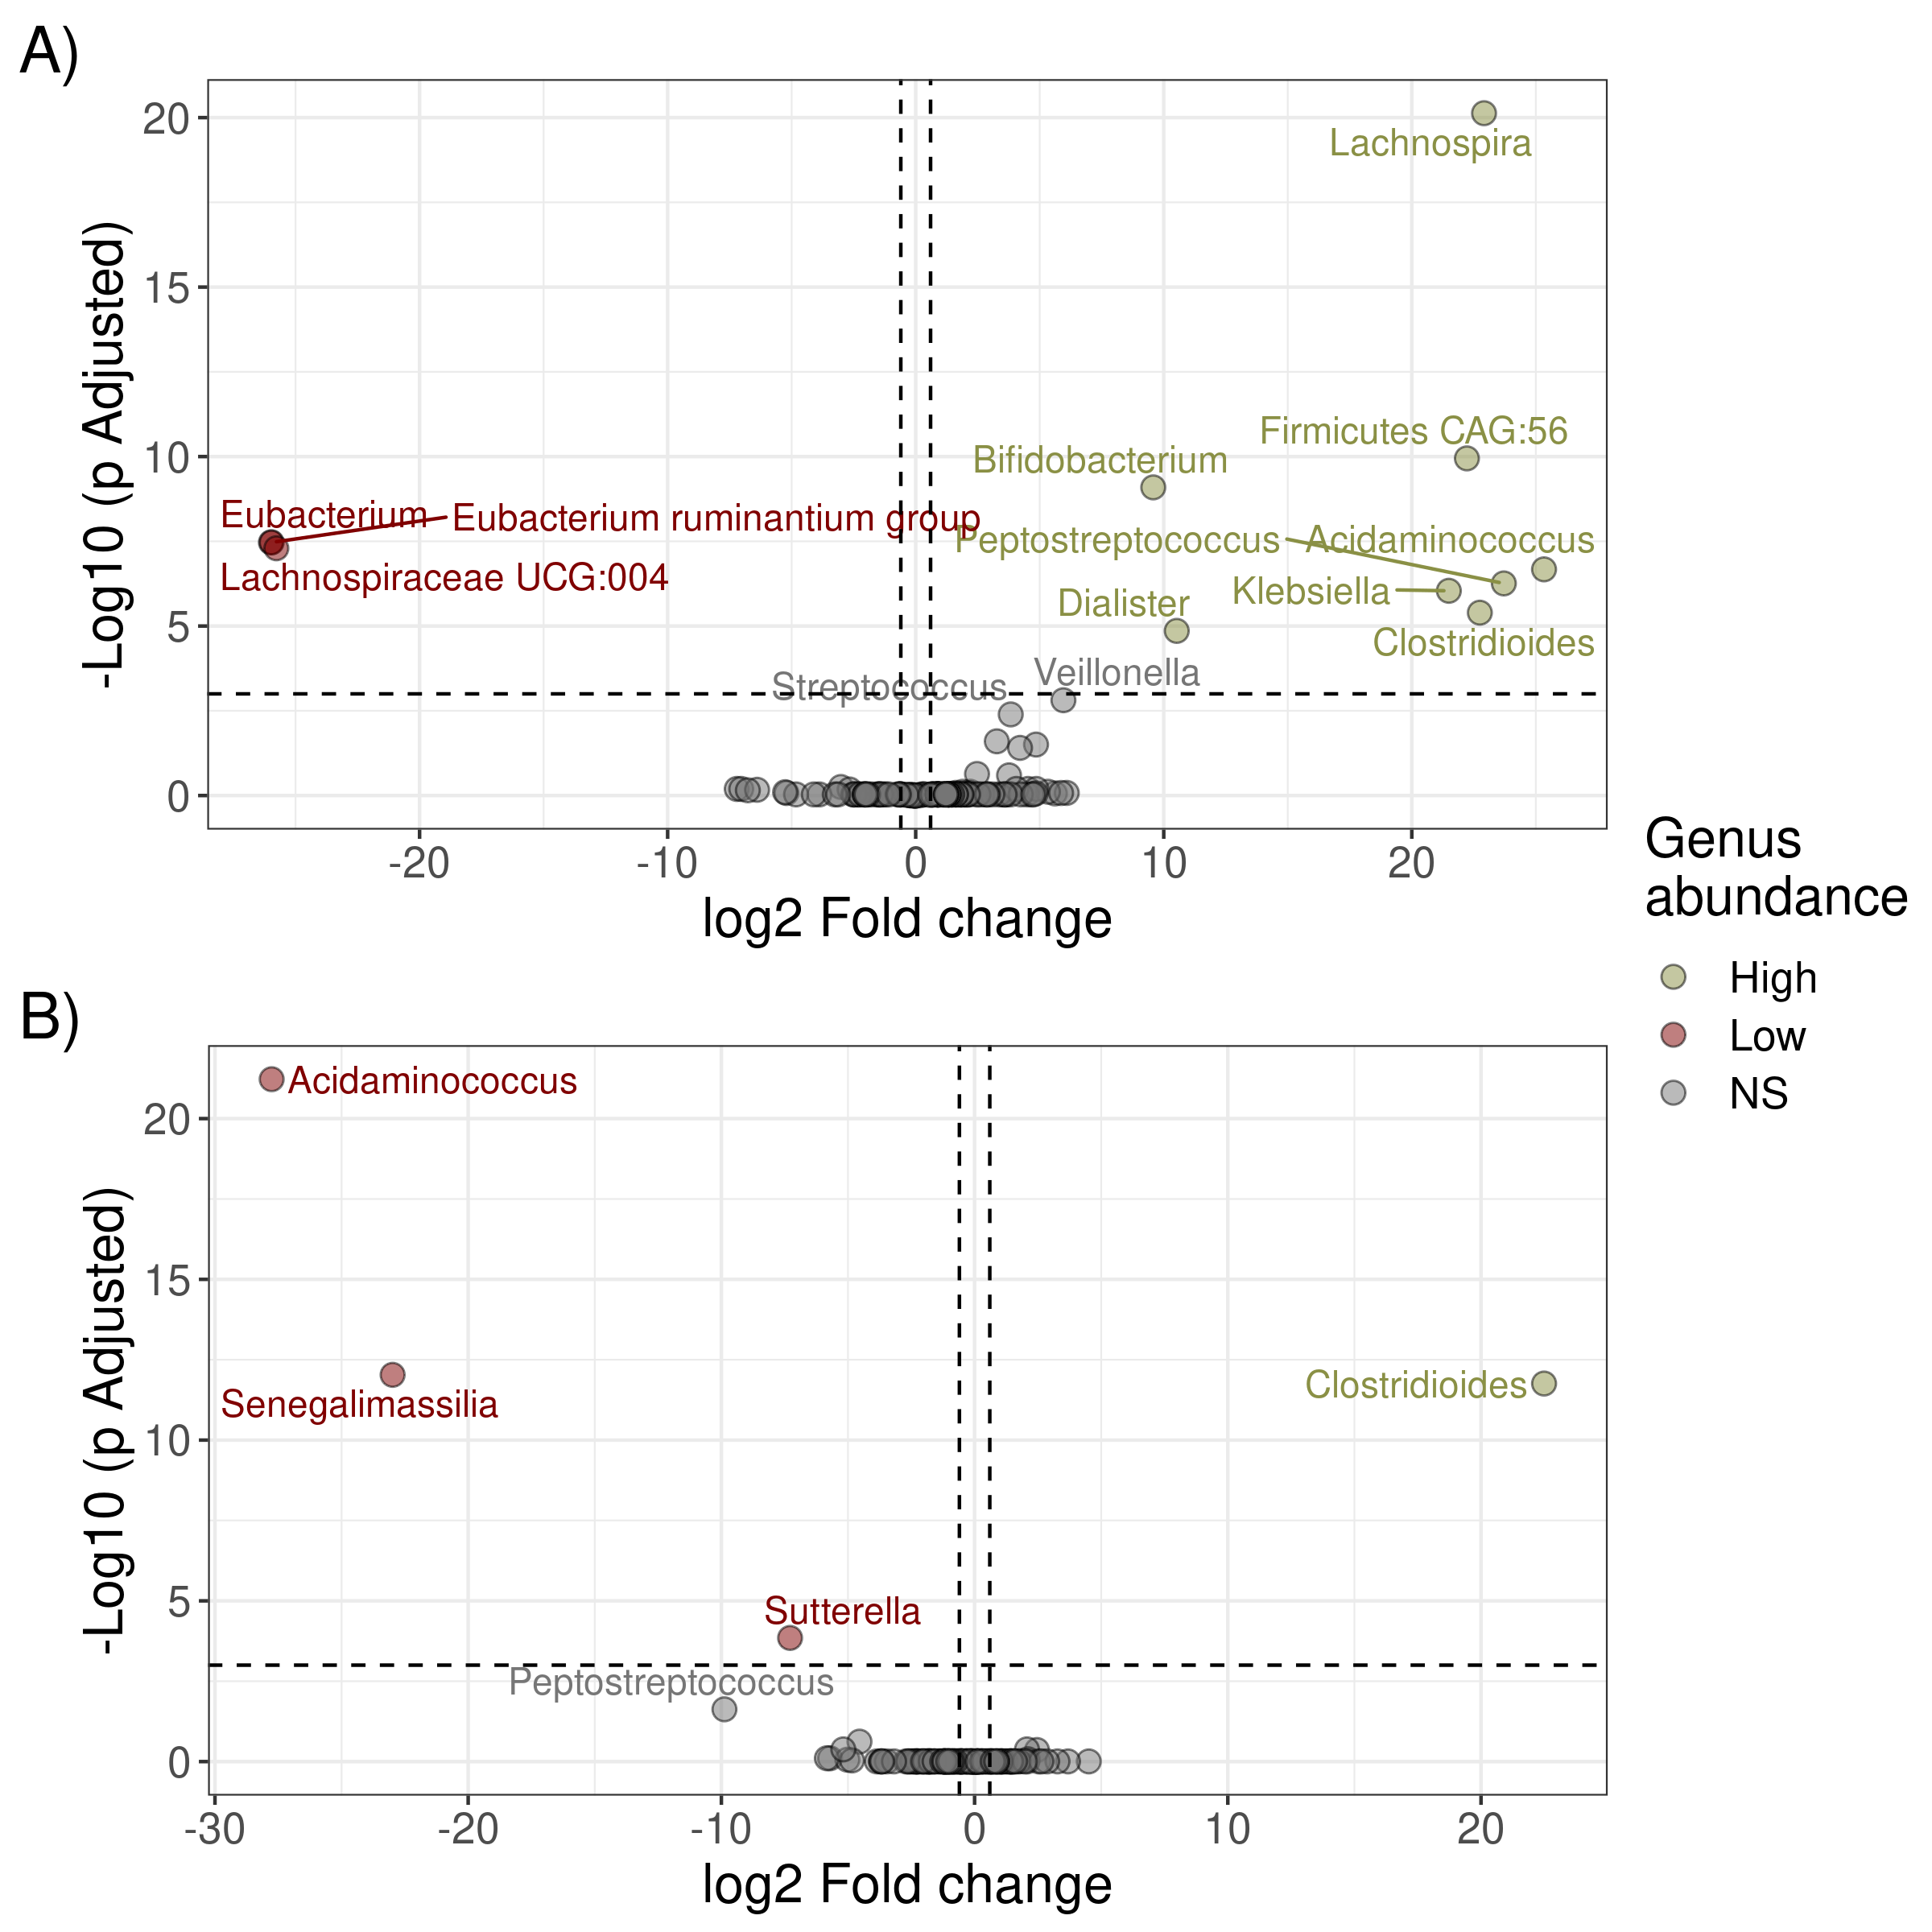 A)
-Log10 (p Adjusted)
20
15
10
5
0
Lachnospira
Firmicutes CAG:56
Bifidobacterium
Eubacterium
Eubacterium ruminantium group
Peptostreptococcus
Acidaminococcus
Lachnospiraceae UCG:004
Klebsiella
Dialister
Clostridioides
Veillonella
Streptococcus
-20
-10
0
10
20
log2 Fold change
Genus
abundance
High
Low
NS
B)
-Log10 (p Adjusted)
20
15
10
5
0
Acidaminococcus
Senegalimassilia
Clostridioides
Sutterella
Peptostreptococcus
-30
-20
-10
0
10
20
log2 Fold change